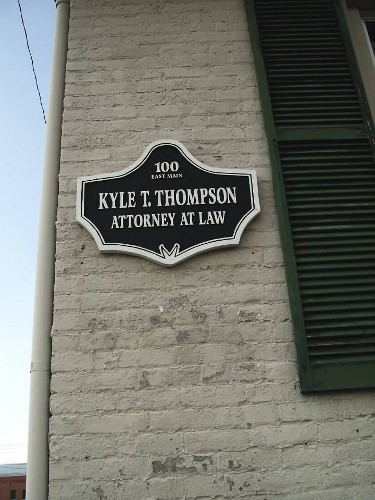 100
EAST MAIN
KYLE T. THOMPSON
ATTORNEY AT LAW